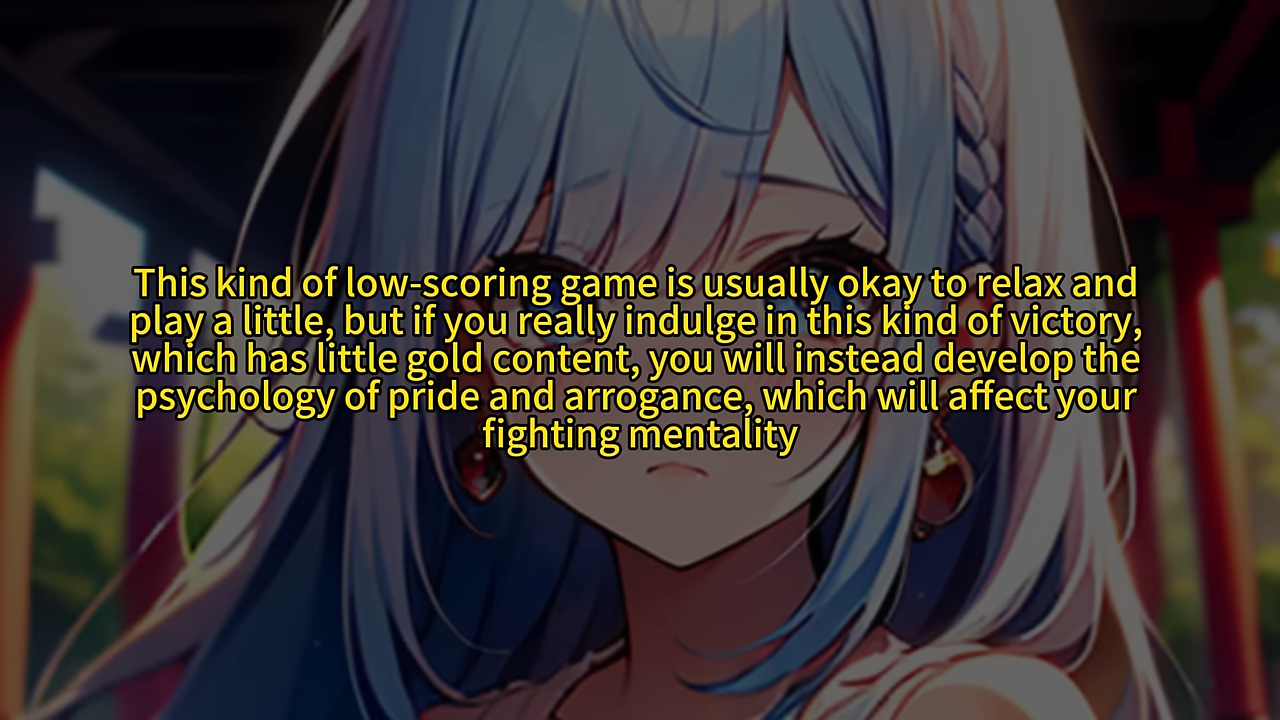 This kind of low-scoring game is usually okay to relax and
play a little, but if you really indulge in this kind of victory,
which has little gold content, you will instead develop the
psychology of pride and arrogance, which will affect your
fighting mentality